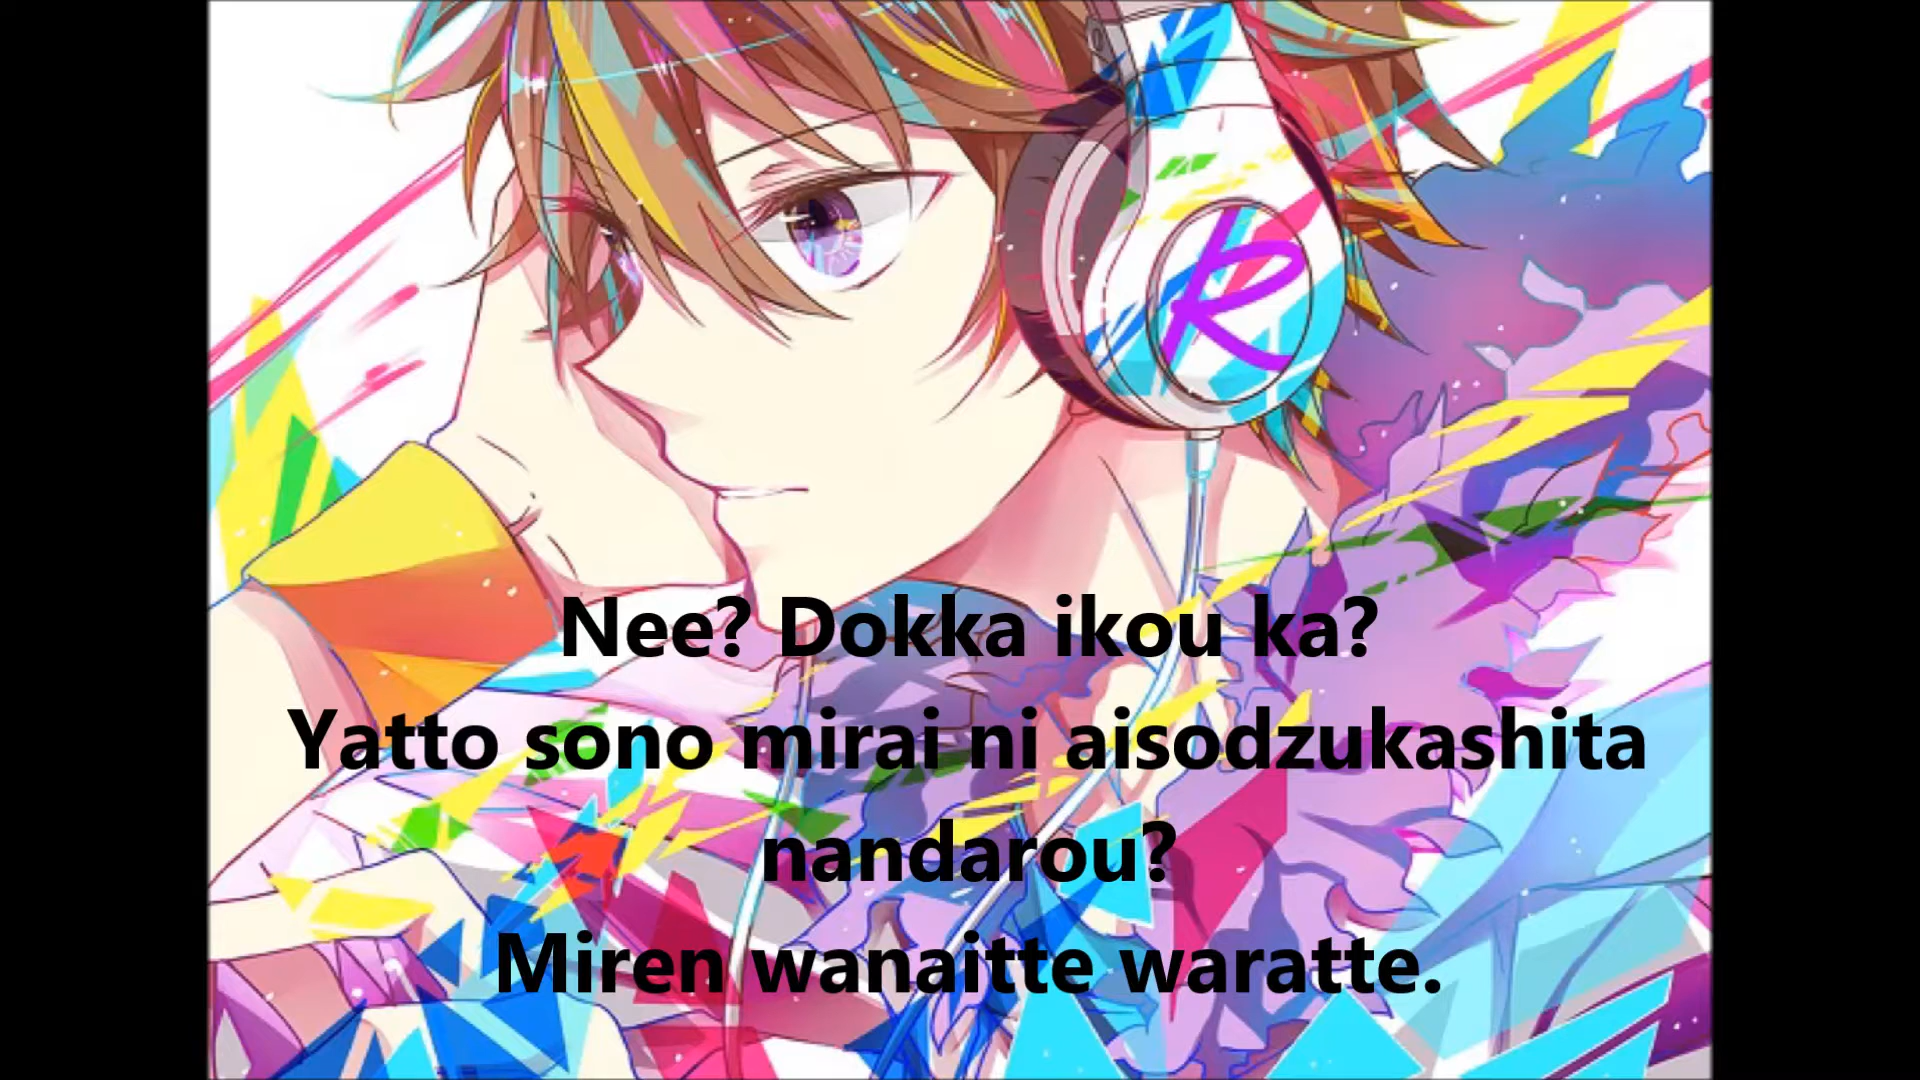 R
Nee? Dokka ikou ka?
Yatto sono mirai ni aisodzukashita
nandarou?
Miren wanaitte waratte.